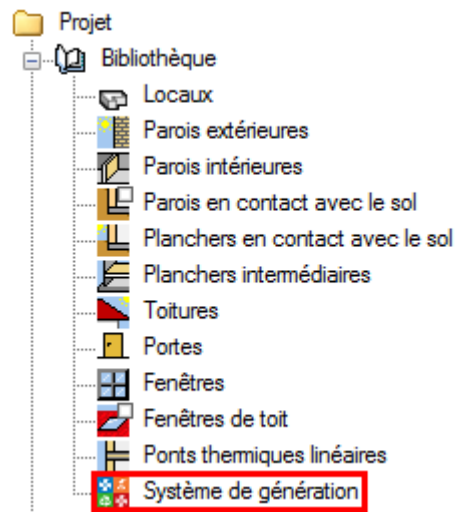 Projet
Bibliothèque
Locaux
Parois extérieures
Parois intérieures
Parois en contact avec le sol
Planchers en contact avec le sol
Planchers intermédiaires
Toitures
Portes
Fenêtres
Fenêtres de toit
Ponts thermiques linéaires
Système de génération